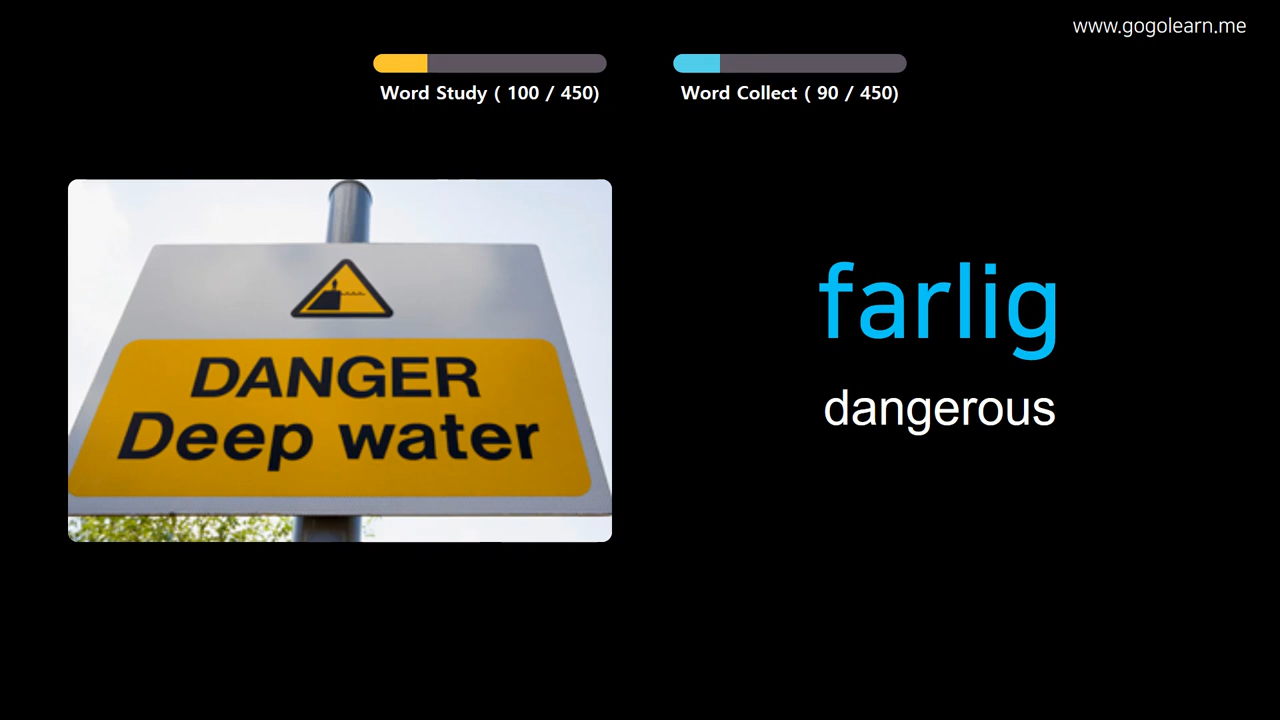 www.gogolearn.me
Word Study ( 100 / 450)
Word Collect ( 90 / 450)
DANGER
Deep water
farlig
dangerous